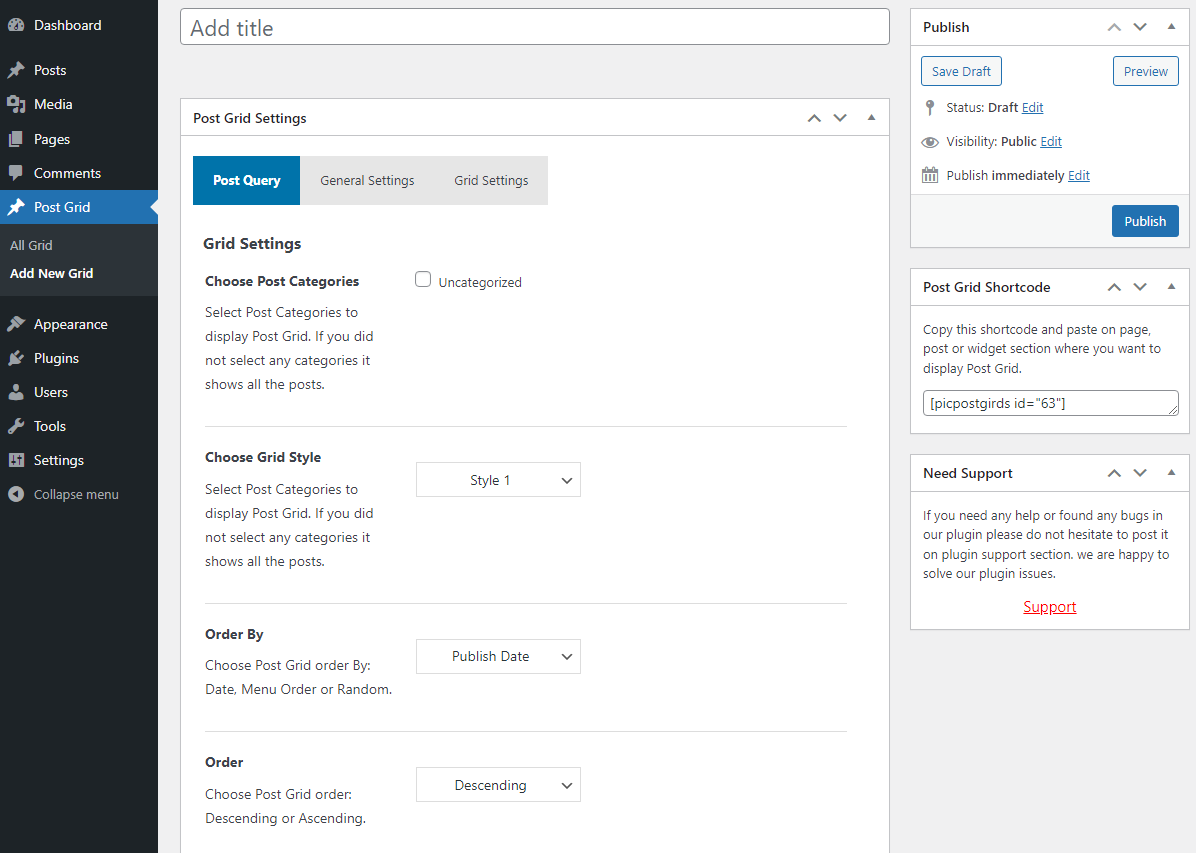 Dashboard
Posts
Media
Pages
Comments
Post Grid
All Grid
Add New Grid
Appearance
Plugins
Users
Tools
Settings
Collapse menu
Add title
Post Grid Settings
Post Query
General Settings
Grid Settings
Grid Settings
Choose Post Categories
Select Post Categories to
display Post Grid. If you did
not select any categories it
shows all the posts.
Uncategorized
Choose Grid Style
Select Post Categories to
display Post Grid. If you did
not select any categories it
shows all the posts.
Style 1
Order By
Choose Post Grid order By:
Date, Menu Order or Random.
Publish Date
Order
Choose Post Grid order:
Descending or Ascending.
Descending
Publish
Save Draft
Preview
Status: Draft Edit
Visibility: Public Edit
Publish immediately Edit
Publish
Post Grid Shortcode
Copy this shortcode and paste on page,
post or widget section where you want to
display Post Grid.
[picpostgirds id="63"]
Need Support
If you need any help or found any bugs in
our plugin please do not hesitate to post it
on plugin support section. we are happy to
solve our plugin issues.
Support